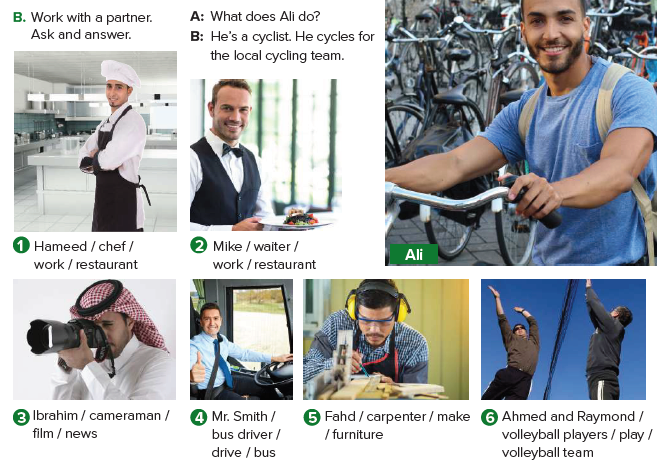 B. Work with a partner.
Ask and answer.
A: What does Ali do?
B: He's a cyclist. He cycles for
the local cycling team.
Ali
1 Hameed / chef /
work / restaurant
2 Mike / waiter /
work / restaurant
3 Ibrahim / cameraman /
film / news
4 Mr. Smith /
bus driver /
drive / bus
5 Fahd / carpenter / make
/ furniture
6 Ahmed and Raymond /
volleyball players / play /
volleyball team